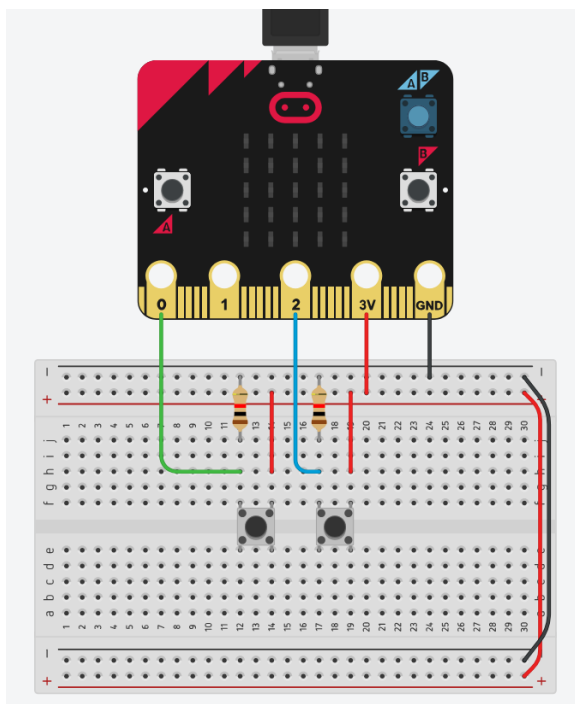 A B
B
A
0 1 2 3V GND
− −
+ +
1 2 3 4 5 6 7 8 9 10 11 12 13 14 15 16 17 18 19 20 21 22 23 24 25 26 27 28 29 30
j j
i i
h h
g g
f f
e e
d d
c c
b b
a a
1 2 3 4 5 6 7 8 9 10 11 12 13 14 15 16 17 18 19 20 21 22 23 24 25 26 27 28 29 30
− −
+ +